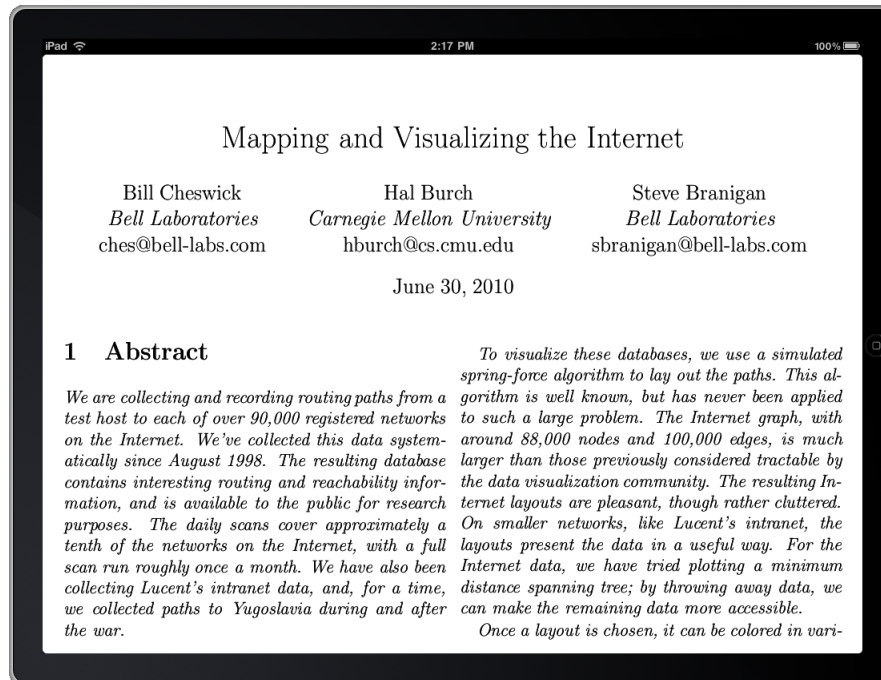 iPad
2:17 PM
100%
Mapping and Visualizing the Internet
Bill Cheswick
Bell Laboratories
ches@bell-labs.com
Hal Burch
Carnegie Mellon University
hburch@cs.cmu.edu
Steve Branigan
Bell Laboratories
sbranigan@bell-labs.com
June 30, 2010
1 Abstract
We are collecting and recording routing paths from a
test host to each of over 90,000 registered networks
on the Internet. We've collected this data system-
atically since August 1998. The resulting database
contains interesting routing and reachability infor-
mation, and is available to the public for research
purposes. The daily scans cover approximately a
tenth of the networks on the Internet, with a full
scan run roughly once a month. We have also been
collecting Lucent's intranet data, and, for a time,
we collected paths to Yugoslavia during and after
the war.
To visualize these databases, we use a simulated
spring-force algorithm to lay out the paths. This al-
gorithm is well known, but has never been applied
to such a large problem. The Internet graph, with
around 88,000 nodes and 100,000 edges, is much
larger than those previously considered tractable by
the data visualization community. The resulting In-
ternet layouts are pleasant, though rather cluttered.
On smaller networks, like Lucent's intranet, the
layouts present the data in a useful way. For the
Internet data, we have tried plotting a minimum
distance spanning tree; by throwing away data, we
can make the remaining data more accessible.
Once a layout is chosen, it can be colored in vari-